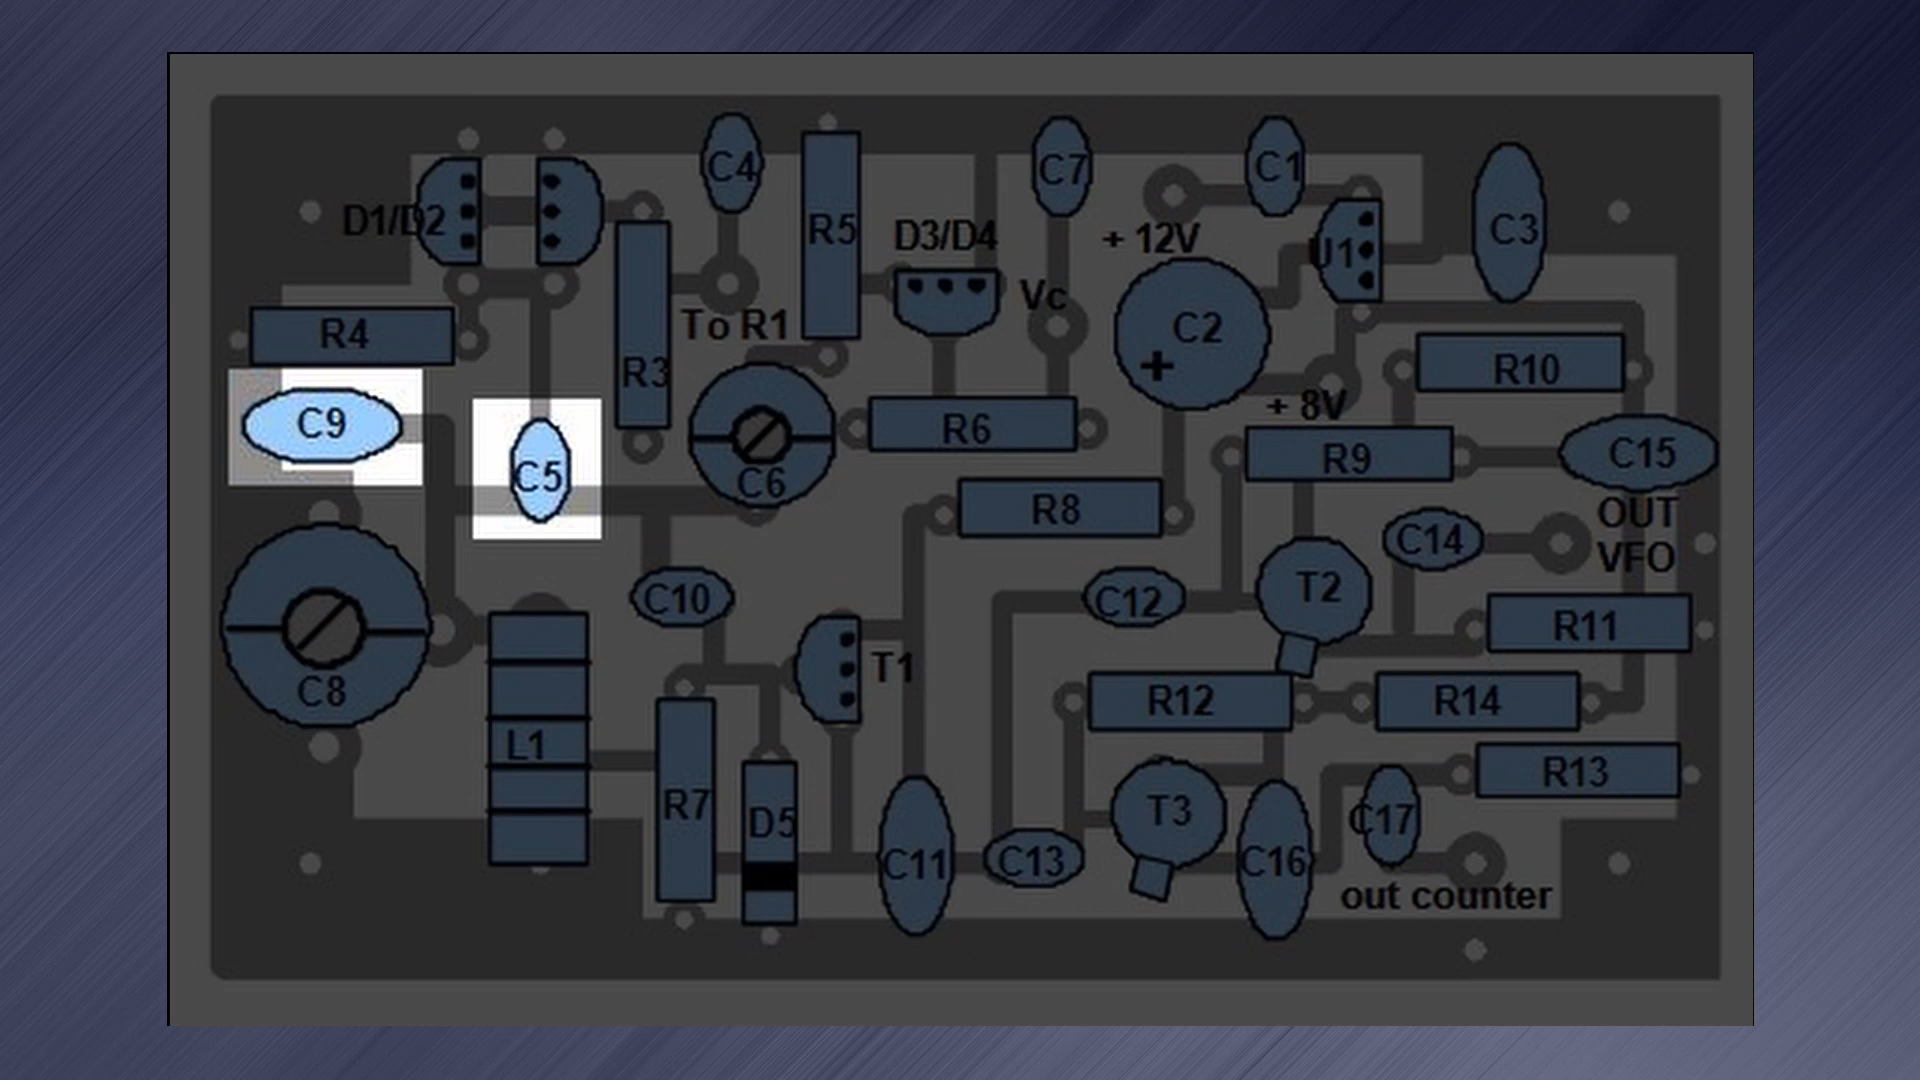 C4
C7
C1
D1/D2
R5
D3/D4
+ 12V
U1
C3
Vc
R4
To R1
C2
+
R3
R10
C9
+ 8V
C5
C6
R6
R9
C15
R8
OUT
VFO
C14
C10
C12
T2
R11
C8
T1
R12
R14
L1
R13
R7
D5
T3
C17
C11
C13
C16
out counter